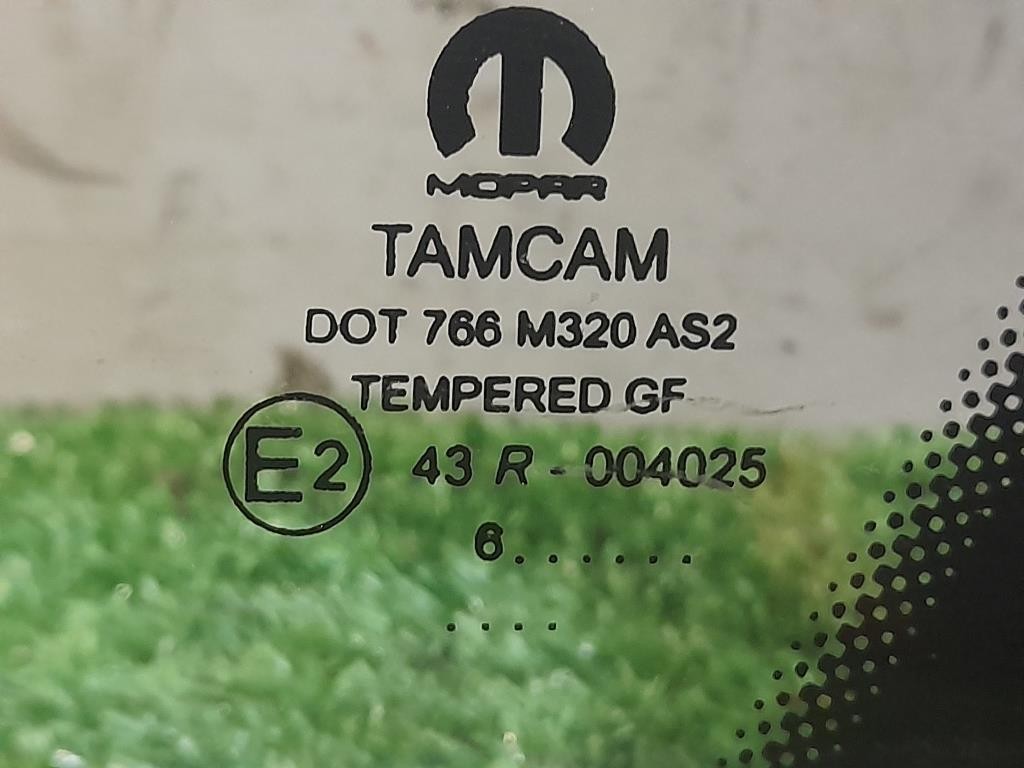 MOPAR
TAMCAM
DOT 766 M320 AS2
TEMPERED GF
E2 43 R - 004025
6.......
....